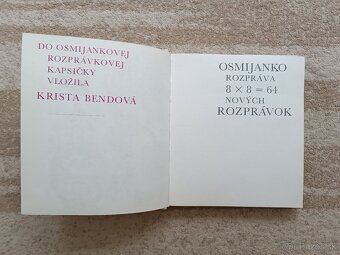 DO OSMIJANKOVEJ
ROZPRÁVKOVEJ
KAPSIČKY
VLOŽILA
KRISTA BENDOVÁ
OSMIJANKO
ROZPRÁVA
8 × 8 = 64
NOVÝCH
ROZPRÁVOK